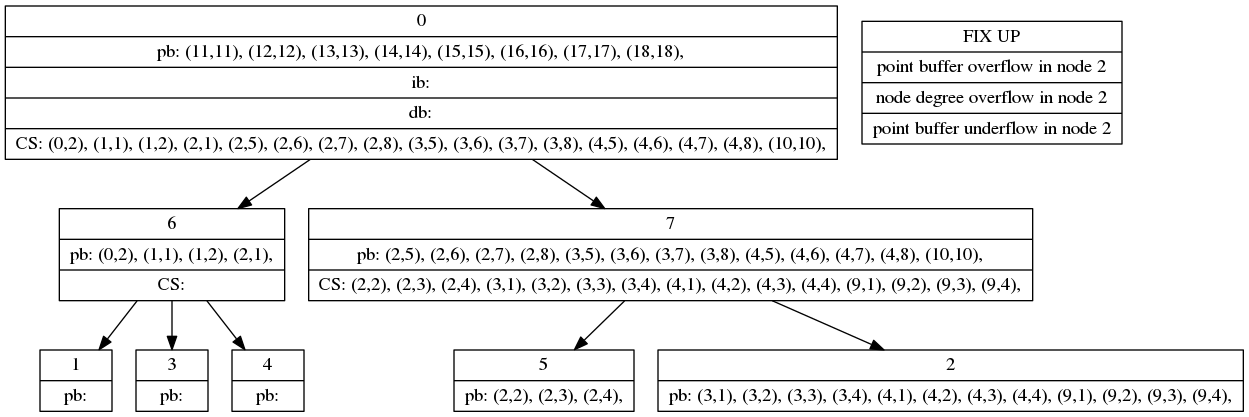 0
pb: (11,11), (12,12), (13,13), (14,14), (15,15), (16,16), (17,17), (18,18),
ib:
db:
CS: (0,2), (1,1), (1,2), (2,1), (2,5), (2,6), (2,7), (2,8), (3,5), (3,6), (3,7), (3,8), (4,5), (4,6), (4,7), (4,8), (10,10),
FIX UP
point buffer overflow in node 2
node degree overflow in node 2
point buffer underflow in node 2
6
pb: (0,2), (1,1), (1,2), (2,1),
CS:
7
pb: (2,5), (2,6), (2,7), (2,8), (3,5), (3,6), (3,7), (3,8), (4,5), (4,6), (4,7), (4,8), (10,10),
CS: (2,2), (2,3), (2,4), (3,1), (3,2), (3,3), (3,4), (4,1), (4,2), (4,3), (4,4), (9,1), (9,2), (9,3), (9,4),
1
pb:
3
pb:
4
pb:
5
pb: (2,2), (2,3), (2,4),
2
pb: (3,1), (3,2), (3,3), (3,4), (4,1), (4,2), (4,3), (4,4), (9,1), (9,2), (9,3), (9,4),